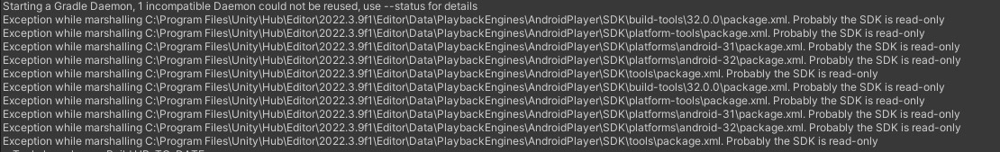 Starting a Gradle Daemon, 1 incompatible Daemon could not be reused, use --status for details
Exception while marshalling C:\Program Files\Unity\Hub\Editor\2022.3.9f1\Editor\Data\PlaybackEngines\AndroidPlayer\SDK\build-tools\32.0.0\package.xml. Probably the SDK is read-only
Exception while marshalling C:\Program Files\Unity\Hub\Editor\2022.3.9f1\Editor\Data\PlaybackEngines\AndroidPlayer\SDK\platform-tools\package.xml. Probably the SDK is read-only
Exception while marshalling C:\Program Files\Unity\Hub\Editor\2022.3.9f1\Editor\Data\PlaybackEngines\AndroidPlayer\SDK\platforms\android-31\package.xml. Probably the SDK is read-only
Exception while marshalling C:\Program Files\Unity\Hub\Editor\2022.3.9f1\Editor\Data\PlaybackEngines\AndroidPlayer\SDK\platforms\android-32\package.xml. Probably the SDK is read-only
Exception while marshalling C:\Program Files\Unity\Hub\Editor\2022.3.9f1\Editor\Data\PlaybackEngines\AndroidPlayer\SDK\tools\package.xml. Probably the SDK is read-only
Exception while marshalling C:\Program Files\Unity\Hub\Editor\2022.3.9f1\Editor\Data\PlaybackEngines\AndroidPlayer\SDK\build-tools\32.0.0\package.xml. Probably the SDK is read-only
Exception while marshalling C:\Program Files\Unity\Hub\Editor\2022.3.9f1\Editor\Data\PlaybackEngines\AndroidPlayer\SDK\platform-tools\package.xml. Probably the SDK is read-only
Exception while marshalling C:\Program Files\Unity\Hub\Editor\2022.3.9f1\Editor\Data\PlaybackEngines\AndroidPlayer\SDK\platforms\android-31\package.xml. Probably the SDK is read-only
Exception while marshalling C:\Program Files\Unity\Hub\Editor\2022.3.9f1\Editor\Data\PlaybackEngines\AndroidPlayer\SDK\platforms\android-32\package.xml. Probably the SDK is read-only
Exception while marshalling C:\Program Files\Unity\Hub\Editor\2022.3.9f1\Editor\Data\PlaybackEngines\AndroidPlayer\SDK\tools\package.xml. Probably the SDK is read-only